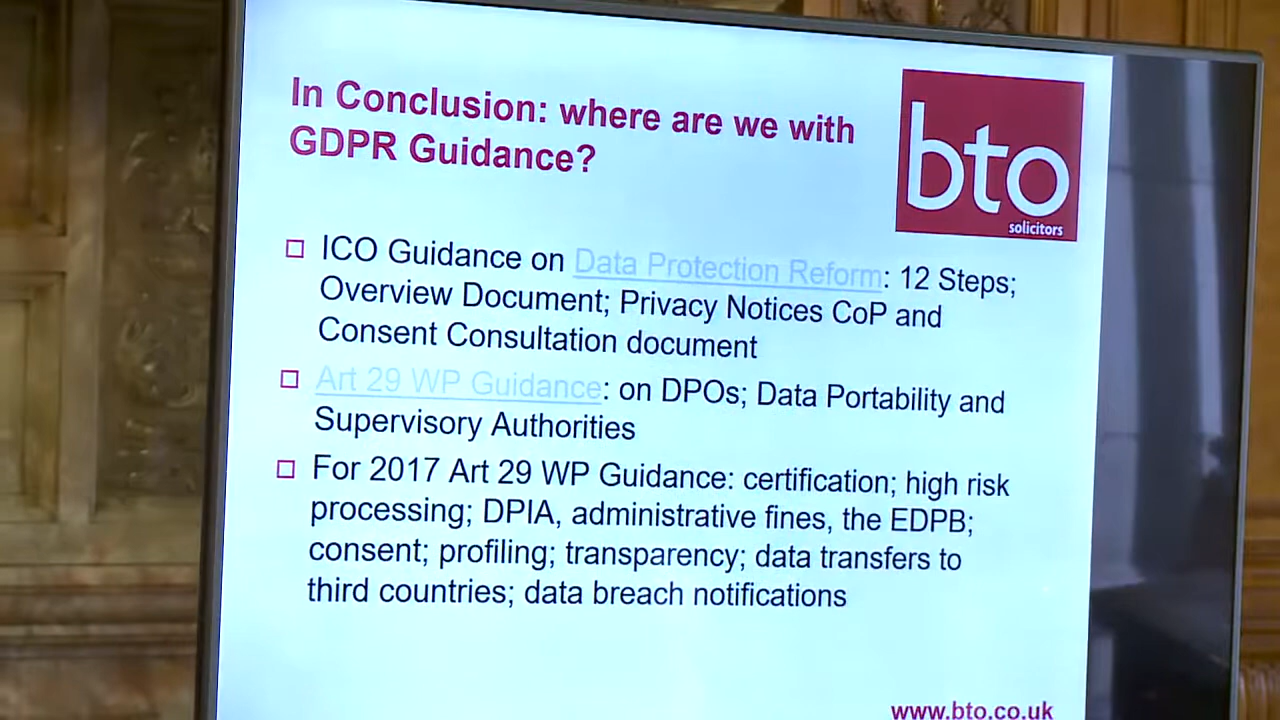 In Conclusion: where are we with
GDPR Guidance?
bto
solicitors
ICO Guidance on Data Protection Reform: 12 Steps;
Overview Document; Privacy Notices CoP and
Consent Consultation document
Art 29 WP Guidance: on DPOs; Data Portability and
Supervisory Authorities
For 2017 Art 29 WP Guidance: certification; high risk
processing; DPIA, administrative fines, the EDPB;
consent; profiling; transparency; data transfers to
third countries; data breach notifications
www.bto.co.uk